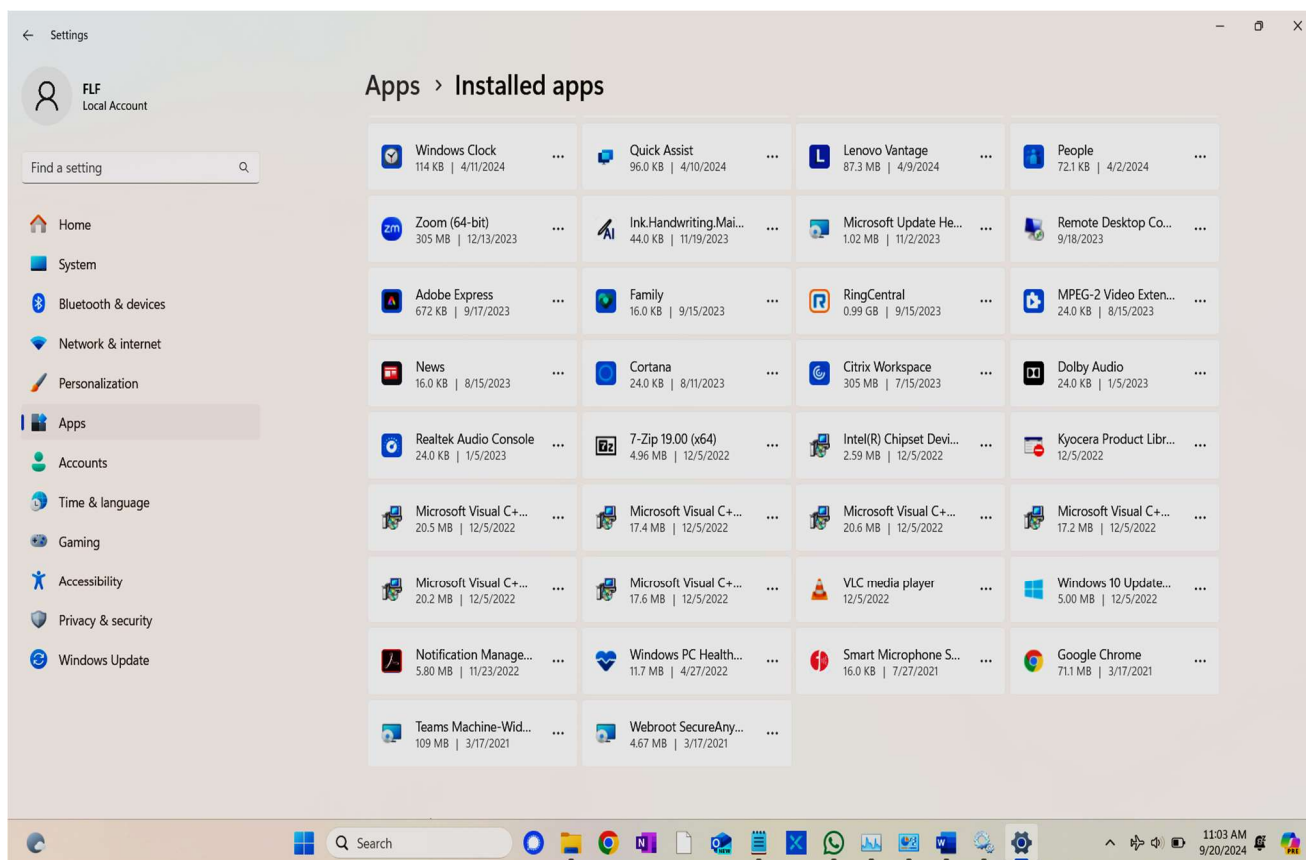 Settings
FLF
Local Account
Find a setting
Home
System
Bluetooth & devices
Network & internet
Personalization
Apps
Accounts
Time & language
Gaming
Accessibility
Privacy & security
Windows Update
Apps > Installed apps
Windows Clock
114 KB | 4/11/2024
Quick Assist
96.0 KB | 4/10/2024
Lenovo Vantage
87.3 MB | 4/9/2024
People
72.1 KB | 4/2/2024
Zoom (64-bit)
305 MB | 12/13/2023
Ink.Handwriting.Mai...
44.0 KB | 11/19/2023
Microsoft Update He...
1.02 MB | 11/2/2023
Remote Desktop Co...
9/18/2023
Adobe Express
672 KB | 9/17/2023
Family
16.0 KB | 9/15/2023
RingCentral
0.99 GB | 9/15/2023
MPEG-2 Video Exten...
24.0 KB | 8/15/2023
News
16.0 KB | 8/15/2023
Cortana
24.0 KB | 8/11/2023
Citrix Workspace
305 MB | 7/15/2023
Dolby Audio
24.0 KB | 1/5/2023
Realtek Audio Console
24.0 KB | 1/5/2023
7-Zip 19.00 (x64)
4.96 MB | 12/5/2022
Intel(R) Chipset Devi...
2.59 MB | 12/5/2022
Kyocera Product Libr...
12/5/2022
Microsoft Visual C+...
20.5 MB | 12/5/2022
Microsoft Visual C+...
17.4 MB | 12/5/2022
Microsoft Visual C+...
20.6 MB | 12/5/2022
Microsoft Visual C+...
17.2 MB | 12/5/2022
Microsoft Visual C+...
20.2 MB | 12/5/2022
Microsoft Visual C+...
17.6 MB | 12/5/2022
VLC media player
12/5/2022
Windows 10 Update...
5.00 MB | 12/5/2022
Notification Manage...
5.80 MB | 11/23/2022
Windows PC Health...
11.7 MB | 4/27/2022
Smart Microphone S...
16.0 KB | 7/27/2021
Google Chrome
71.1 MB | 3/17/2021
Teams Machine-Wid...
109 MB | 3/17/2021
Webroot SecureAny...
4.67 MB | 3/17/2021
Search
11:03 AM
9/20/2024